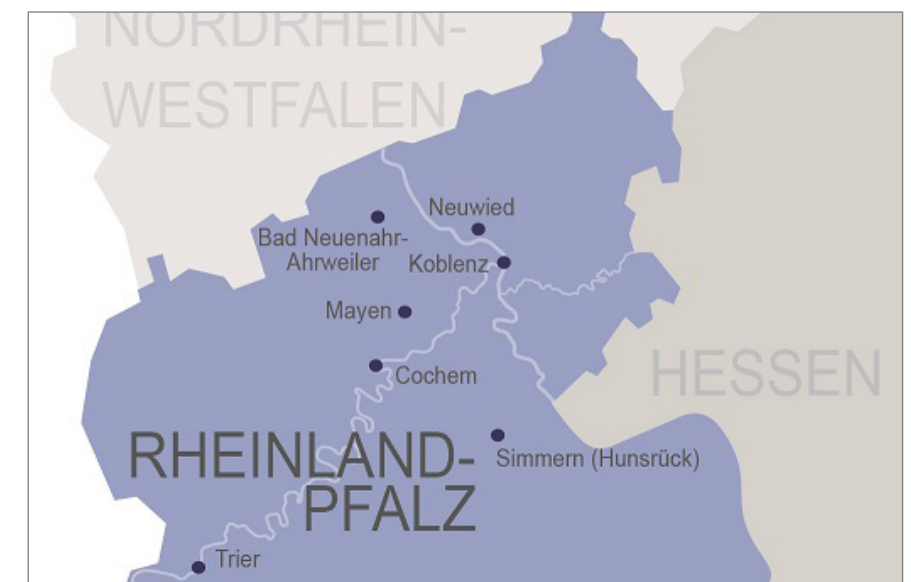 NORDRHEIN-
WESTFALEN
Neuwied
Bad Neuenahr-
Ahrweiler
Koblenz
Mayen
HESSEN
Cochem
RHEINLAND-
PFALZ
Simmern (Hunsrück)
Trier